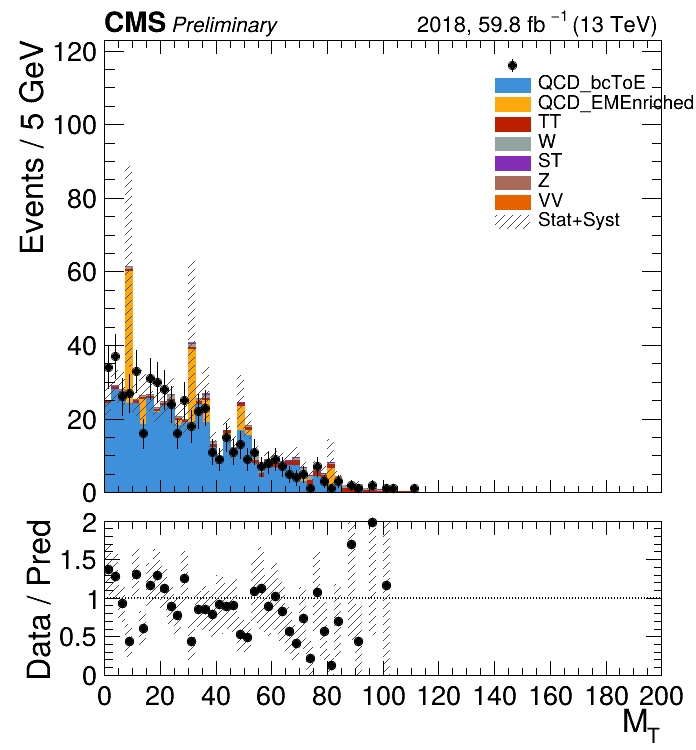 CMS Preliminary 2018, 59.8 fb⁻¹ (13 TeV)
Events / 5 GeV
120
100
80
60
40
20
0
QCD_bcToE
QCD_EMEnriched
TT
W
ST
Z
VV
Stat+Syst
Data / Pred
2
1.5
1
0.5
0
0 20 40 60 80 100 120 140 160 180 200
M_T